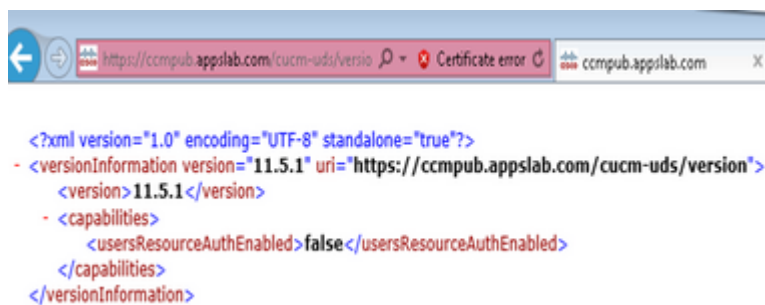 https://ccmpub.appslab.com/cucm-uds/versio Certificate error ccmpub.appslab.com
<?xml version="1.0" encoding="UTF-8" standalone="true"?>
- <versionInformation version="11.5.1" uri="https://ccmpub.appslab.com/cucm-uds/version">
<version>11.5.1</version>
- <capabilities>
<usersResourceAuthEnabled>false</usersResourceAuthEnabled>
</capabilities>
</versionInformation>